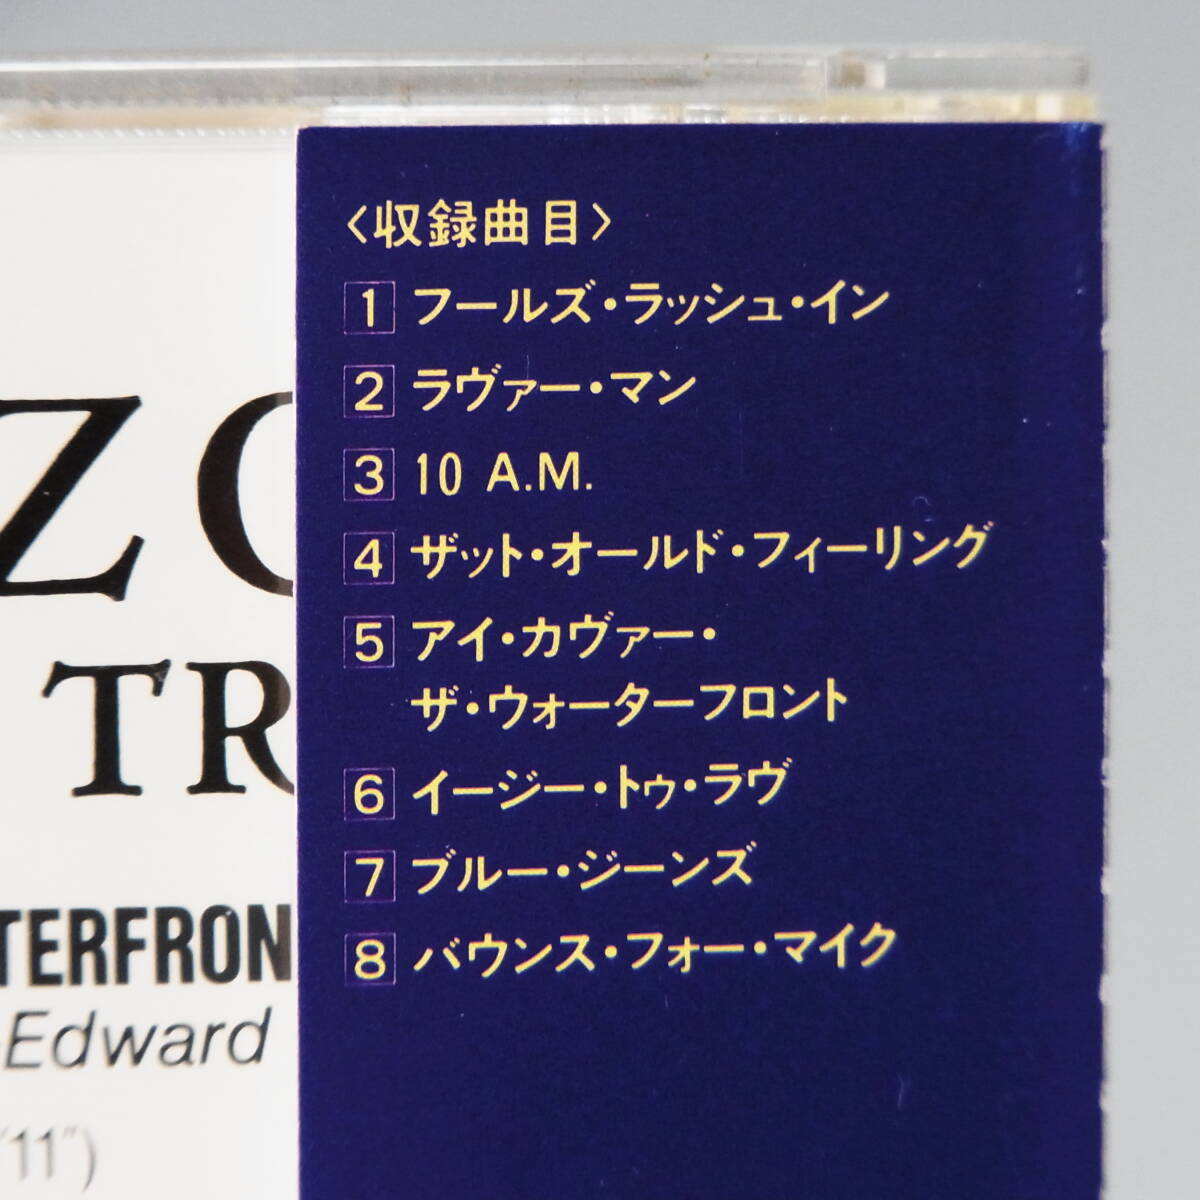 〈収録曲目〉
1 フールズ・ラッシュ・イン
2 ラヴァー・マン
3 10 A.M.
4 ザット・オールド・フィーリング
5 アイ・カヴァー・
ザ・ウォーターフロント
6 イージー・トゥ・ラヴ
7 ブルー・ジーンズ
8 バウンス・フォー・マイク
Z
TR
TERFRON
-Edward
11")